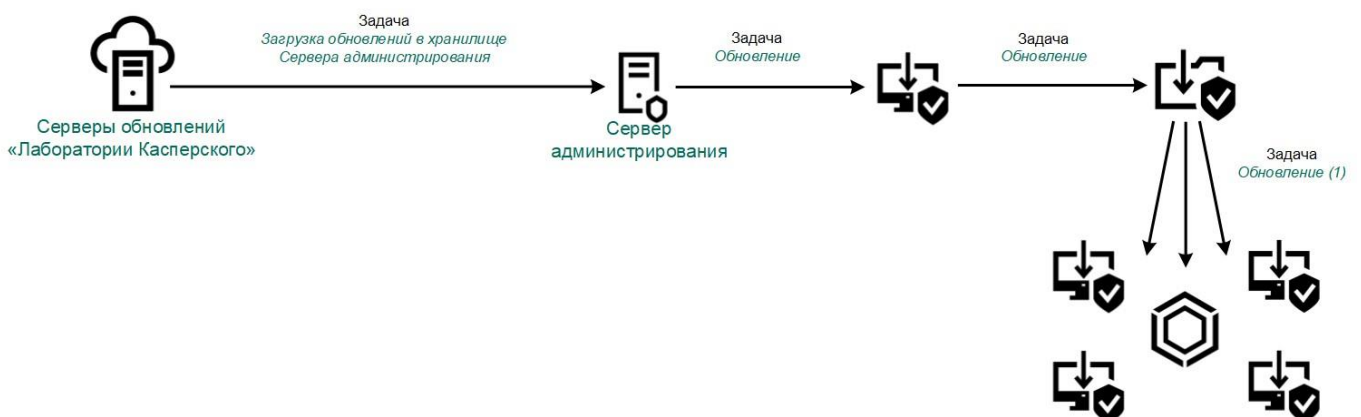 Задача
Загрузка обновлений в хранилище
Сервера администрирования
Задача
Обновление
Задача
Обновление
Серверы обновлений
«Лаборатории Касперского»
Сервер
администрирования
Задача
Обновление (1)